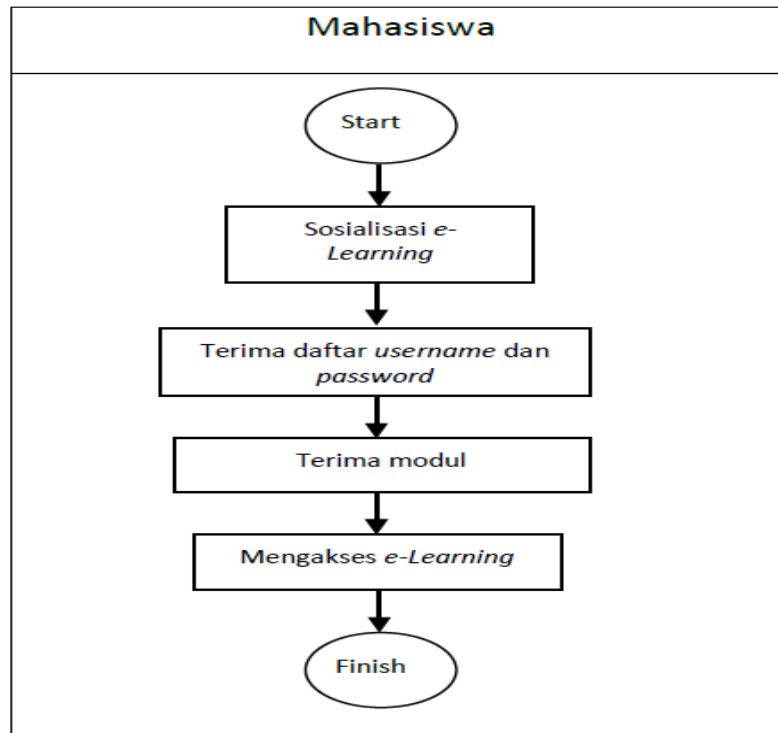 Mahasiswa
Start
Sosialisasi e-
Learning
Terima daftar username dan
password
Terima modul
Mengakses e-Learning
Finish